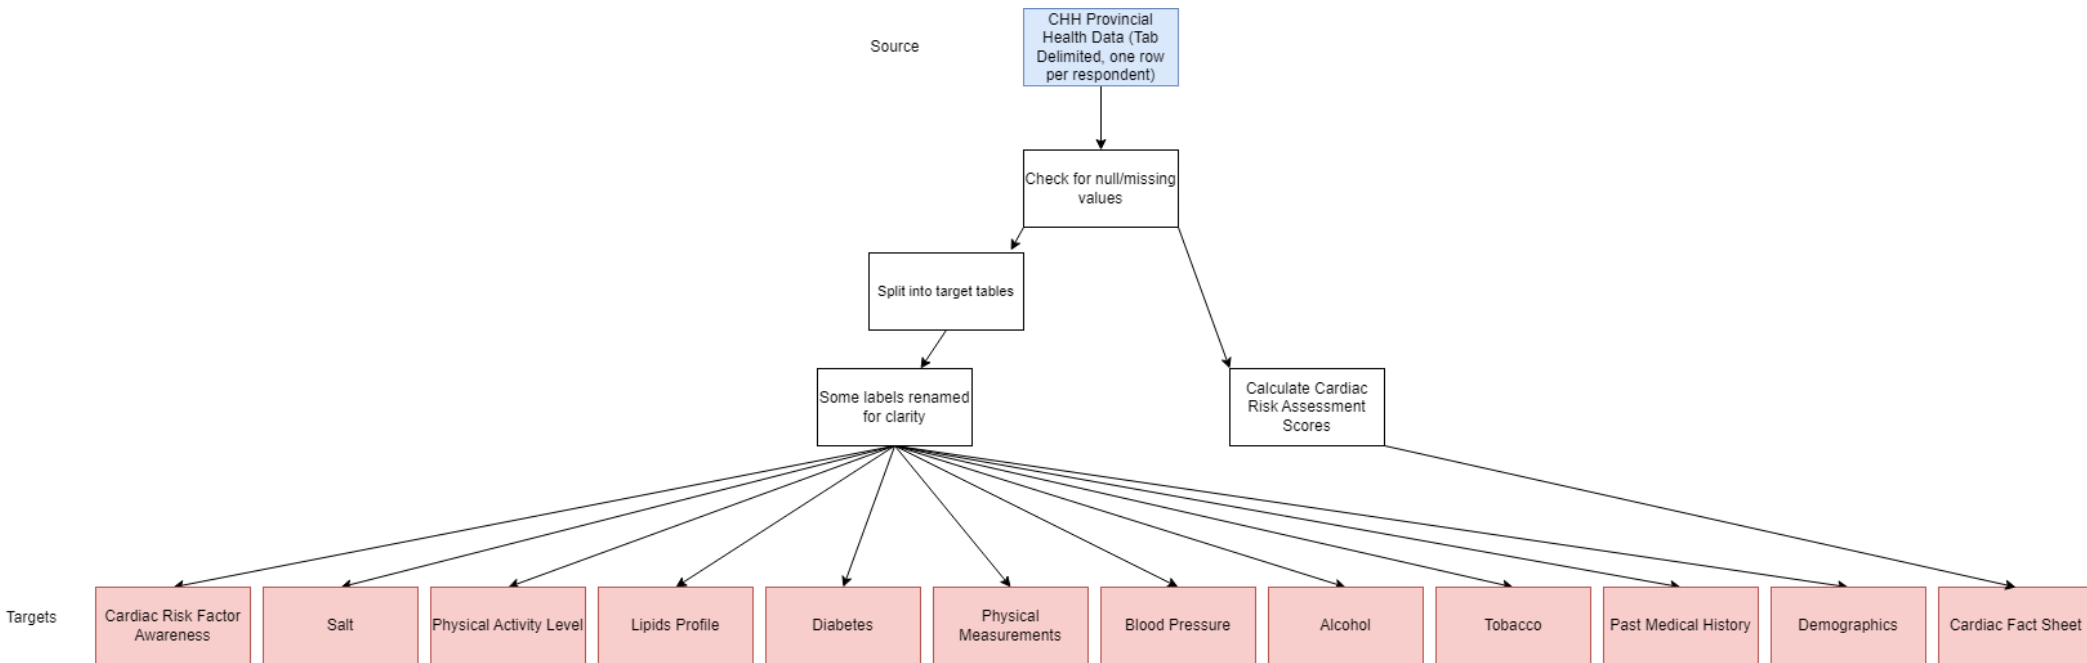 Source
CHH Provincial
Health Data (Tab
Delimited, one row
per respondent)
Check for null/missing
values
Split into target tables
Some labels renamed
for clarity
Calculate Cardiac
Risk Assessment
Scores
Targets
Cardiac Risk Factor
Awareness
Salt
Physical Activity Level
Lipids Profile
Diabetes
Physical
Measurements
Blood Pressure
Alcohol
Tobacco
Past Medical History
Demographics
Cardiac Fact Sheet